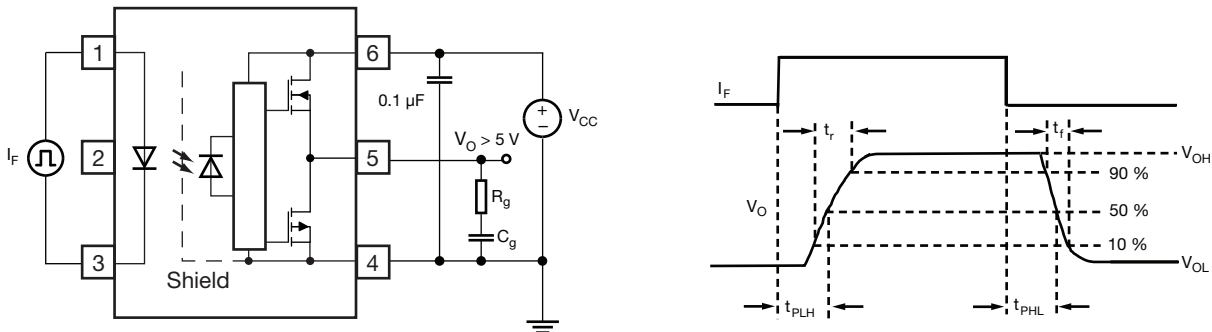 1
6
0.1 µF
+
−
V_CC
I_F
2
V_O > 5 V
5
R_g
C_g
3
4
Shield
I_F
t_r
t_f
V_OH
90 %
V_O
50 %
10 %
V_OL
t_PLH
t_PHL